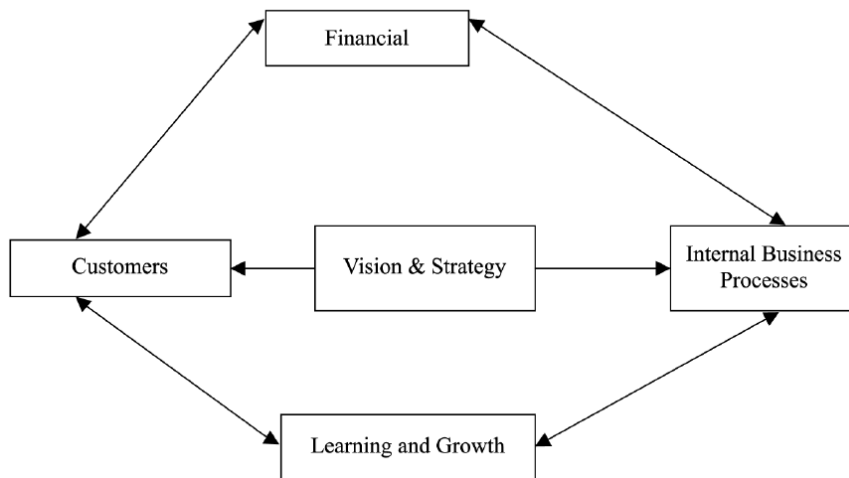 Financial
Customers
Vision & Strategy
Internal Business
Processes
Learning and Growth